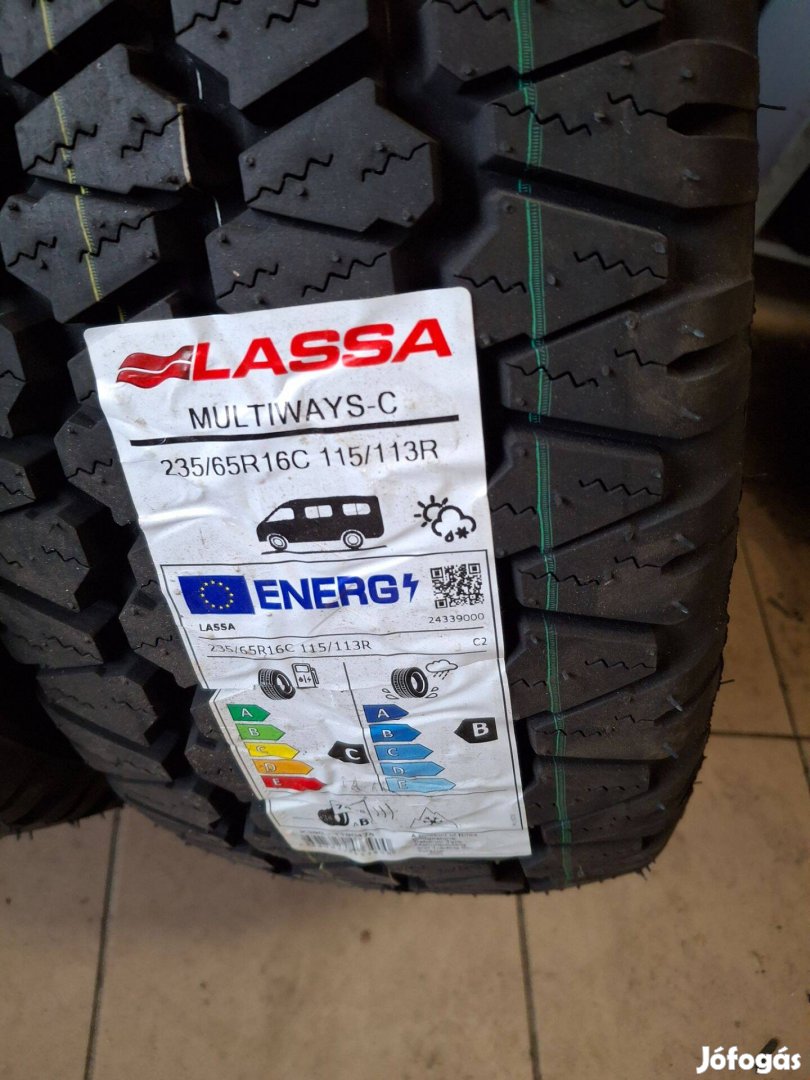 LASSA
MULTIWAYS-C
235/65R16C 115/113R
ENERG
LASSA
24339000
235/65R16C 115/113R
C2
A
B
C
D
E
C
A
B
C
D
E
B
A B
Jófogás